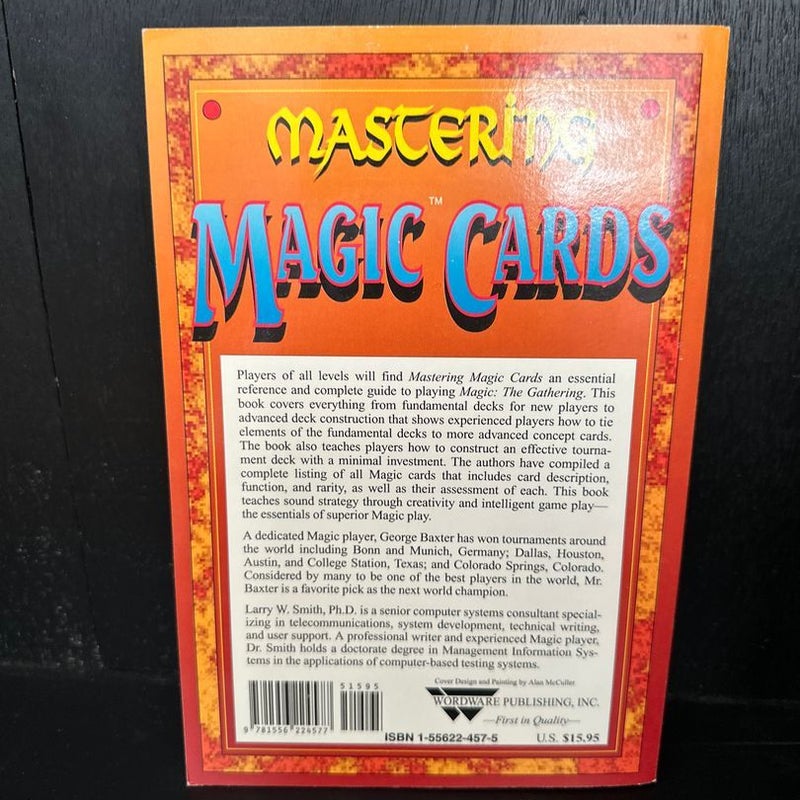 MASTERING
MAGIC™ CARDS
Players of all levels will find Mastering Magic Cards an essential
reference and complete guide to playing Magic: The Gathering. This
book covers everything from fundamental decks for new players to
advanced deck construction that shows experienced players how to tie
elements of the fundamental decks to more advanced concept cards.
The book also teaches players how to construct an effective tourna-
ment deck with a minimal investment. The authors have compiled a
complete listing of all Magic cards that includes card description,
function, and rarity, as well as their assessment of each. This book
teaches sound strategy through creativity and intelligent game play—
the essentials of superior Magic play.
A dedicated Magic player, George Baxter has won tournaments around
the world including Bonn and Munich, Germany; Dallas, Houston,
Austin, and College Station, Texas; and Colorado Springs, Colorado.
Considered by many to be one of the best players in the world, Mr.
Baxter is a favorite pick as the next world champion.
Larry W. Smith, Ph.D. is a senior computer systems consultant special-
izing in telecommunications, system development, technical writing,
and user support. A professional writer and experienced Magic player,
Dr. Smith holds a doctorate degree in Management Information Sys-
tems in the applications of computer-based testing systems.
Cover Design and Painting by Alan McCuller
51595
WORDWARE PUBLISHING, INC.
—First in Quality—
9 781556 224577
ISBN 1-55622-457-5 U.S. $15.95